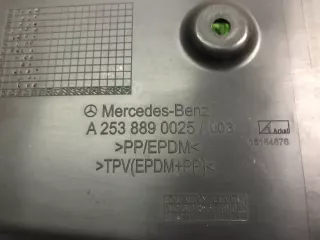 Mercedes-Benz
A 253 889 0025 / 003
>PP/EPDM<
>TPV(EPDM+PP)<